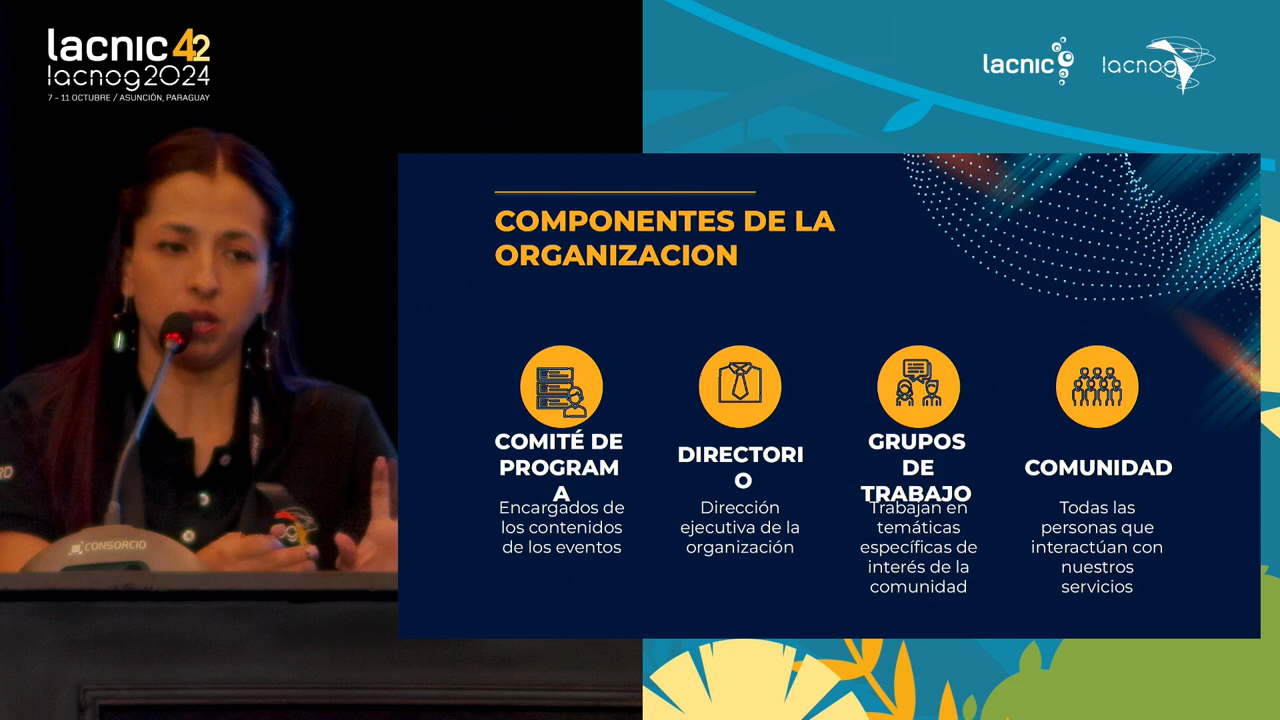 lacnic 42
lacnog2024
7 - 11 OCTUBRE / ASUNCIÓN, PARAGUAY
lacnic
lacnog
COMPONENTES DE LA
ORGANIZACION
COMITÉ DE
PROGRAM
A
Encargados de
los contenidos
de los eventos
DIRECTORI
O
Dirección
ejecutiva de la
organización
GRUPOS
DE
TRABAJO
Trabajan en
temáticas
específicas de
interés de la
comunidad
COMUNIDAD
Todas las
personas que
interactúan con
nuestros
servicios
CONSORCIO